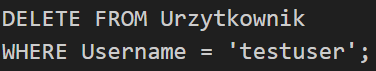 DELETE FROM Urzytkownik
WHERE Username = 'testuser';